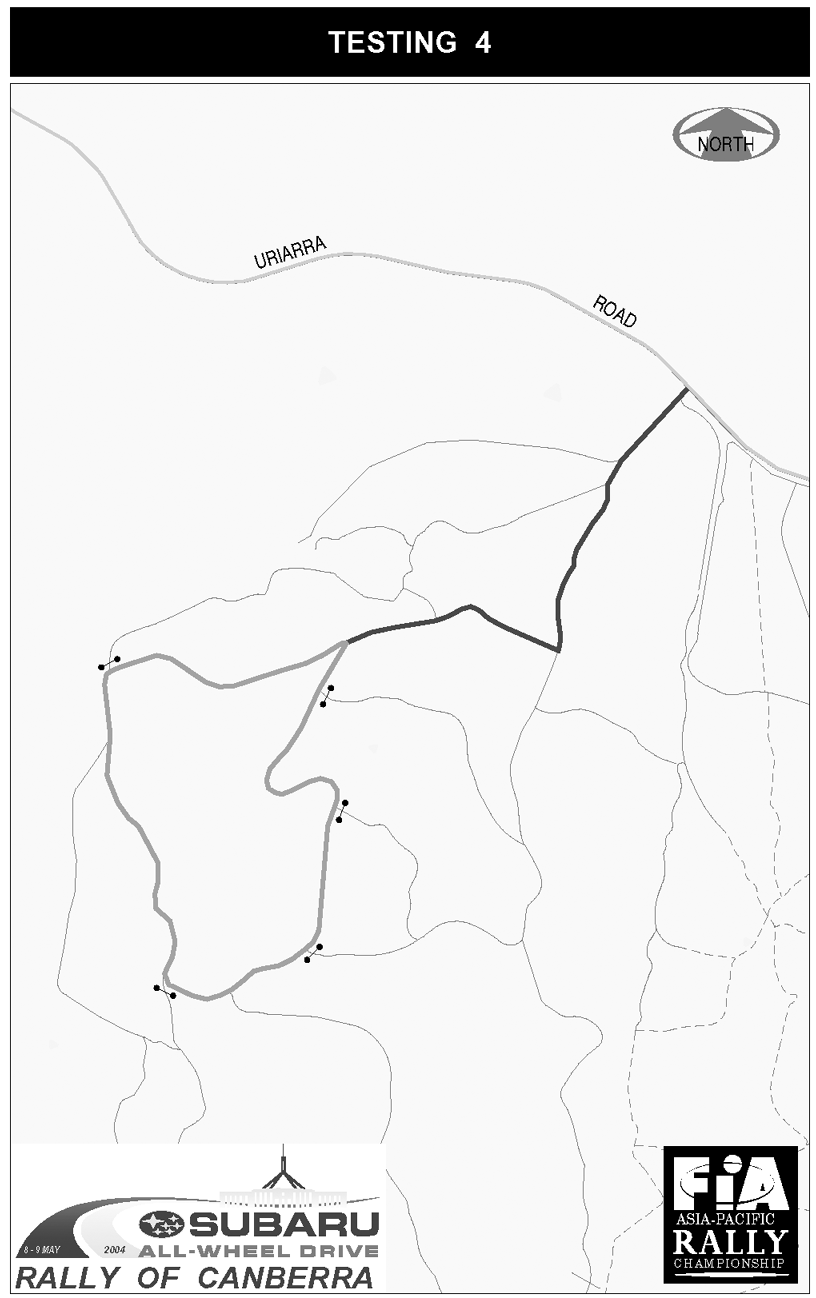 TESTING 4
NORTH
URIARRA
ROAD
SUBARU
8 - 9 MAY 2004 ALL-WHEEL DRIVE
RALLY OF CANBERRA
FiA
ASIA-PACIFIC
RALLY
CHAMPIONSHIP